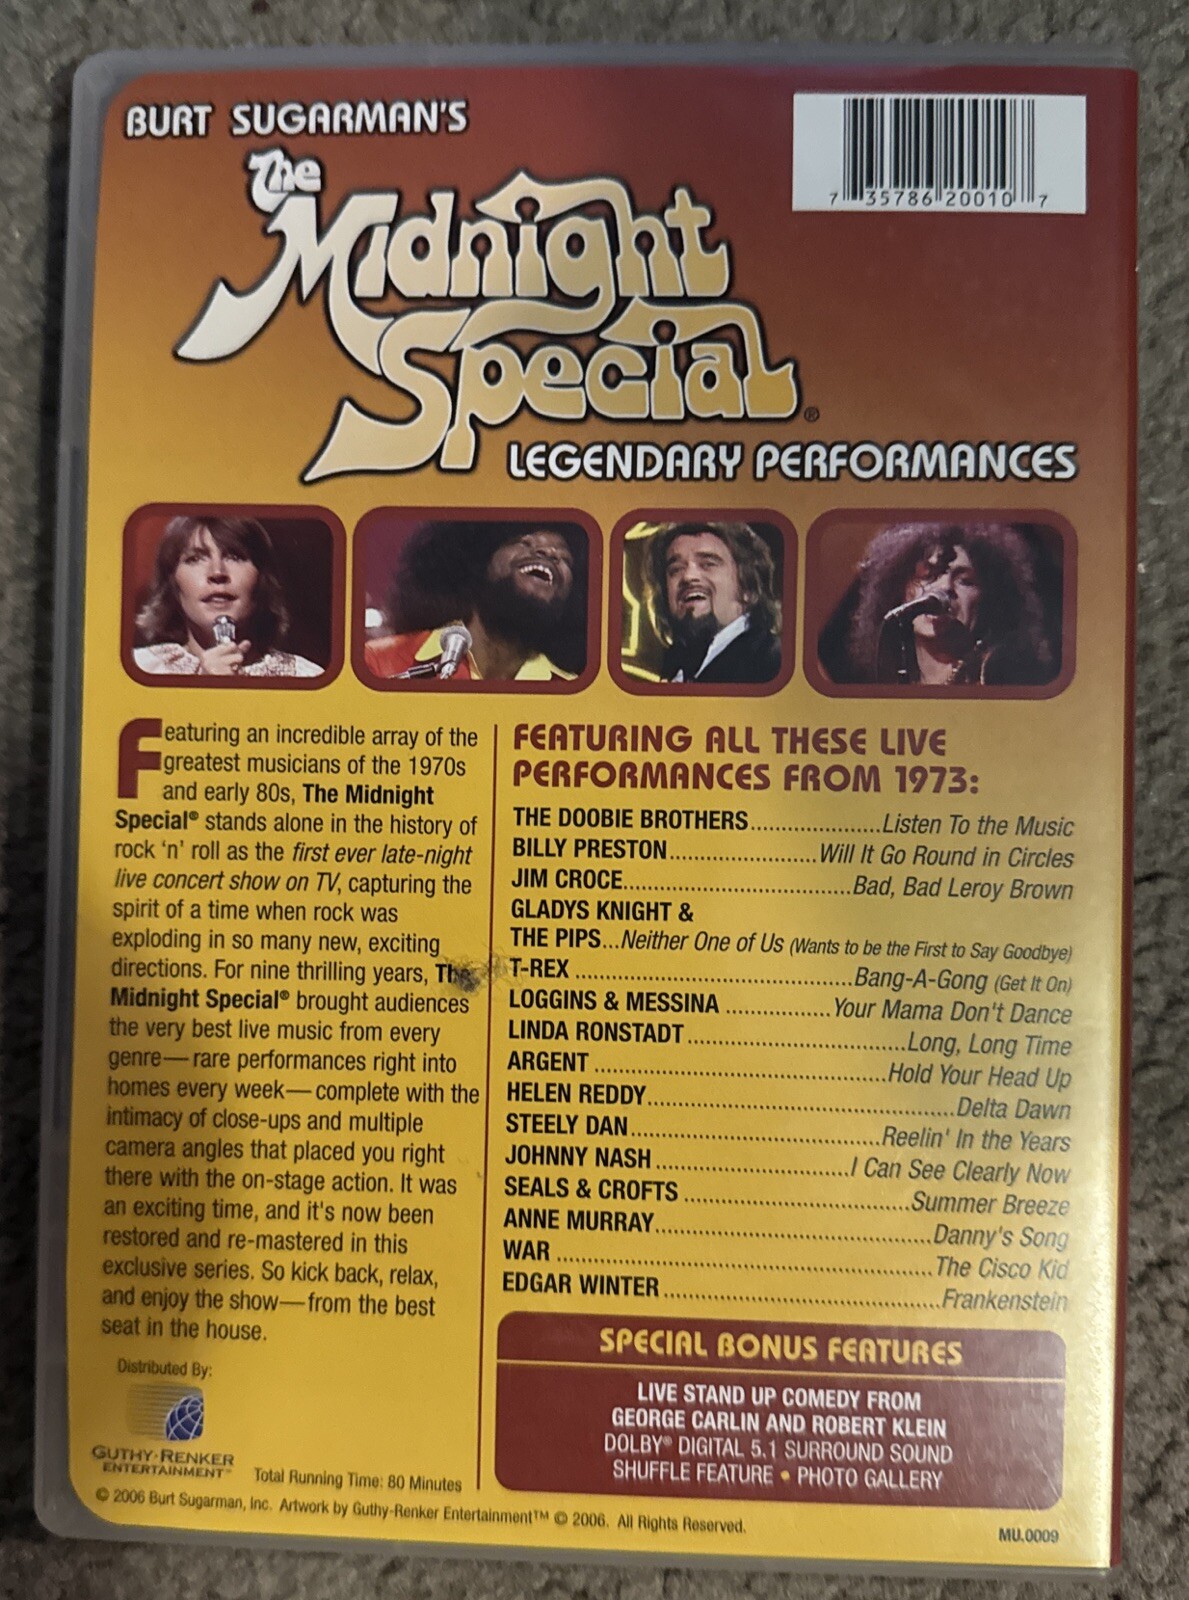 BURT SUGARMAN'S
The
Midnight
Special®
LEGENDARY PERFORMANCES
7 35786 20010 7
Featuring an incredible array of the
greatest musicians of the 1970s
and early 80s, The Midnight
Special® stands alone in the history of
rock 'n' roll as the first ever late-night
live concert show on TV, capturing the
spirit of a time when rock was
exploding in so many new, exciting
directions. For nine thrilling years, The
Midnight Special® brought audiences
the very best live music from every
genre—rare performances right into
homes every week—complete with the
intimacy of close-ups and multiple
camera angles that placed you right
there with the on-stage action. It was
an exciting time, and it's now been
restored and re-mastered in this
exclusive series. So kick back, relax,
and enjoy the show—from the best
seat in the house.
Distributed By:
GUTHY-RENKER
ENTERTAINMENT™
Total Running Time: 80 Minutes
FEATURING ALL THESE LIVE
PERFORMANCES FROM 1973:
THE DOOBIE BROTHERS....................Listen To the Music
BILLY PRESTON.......................Will It Go Round in Circles
JIM CROCE...................................Bad, Bad Leroy Brown
GLADYS KNIGHT &
THE PIPS...Neither One of Us (Wants to be the First to Say Goodbye)
T-REX ...........................................Bang-A-Gong (Get It On)
LOGGINS & MESSINA ................Your Mama Don't Dance
LINDA RONSTADT..................................Long, Long Time
ARGENT .............................................Hold Your Head Up
HELEN REDDY...............................................Delta Dawn
STEELY DAN.......................................Reelin' In the Years
JOHNNY NASH ..............................I Can See Clearly Now
SEALS & CROFTS ...................................Summer Breeze
ANNE MURRAY...........................................Danny's Song
WAR ..........................................................The Cisco Kid
EDGAR WINTER ...........................................Frankenstein
SPECIAL BONUS FEATURES
LIVE STAND UP COMEDY FROM
GEORGE CARLIN AND ROBERT KLEIN
DOLBY® DIGITAL 5.1 SURROUND SOUND
SHUFFLE FEATURE • PHOTO GALLERY
© 2006 Burt Sugarman, Inc. Artwork by Guthy-Renker Entertainment™ © 2006. All Rights Reserved.
MU.0009